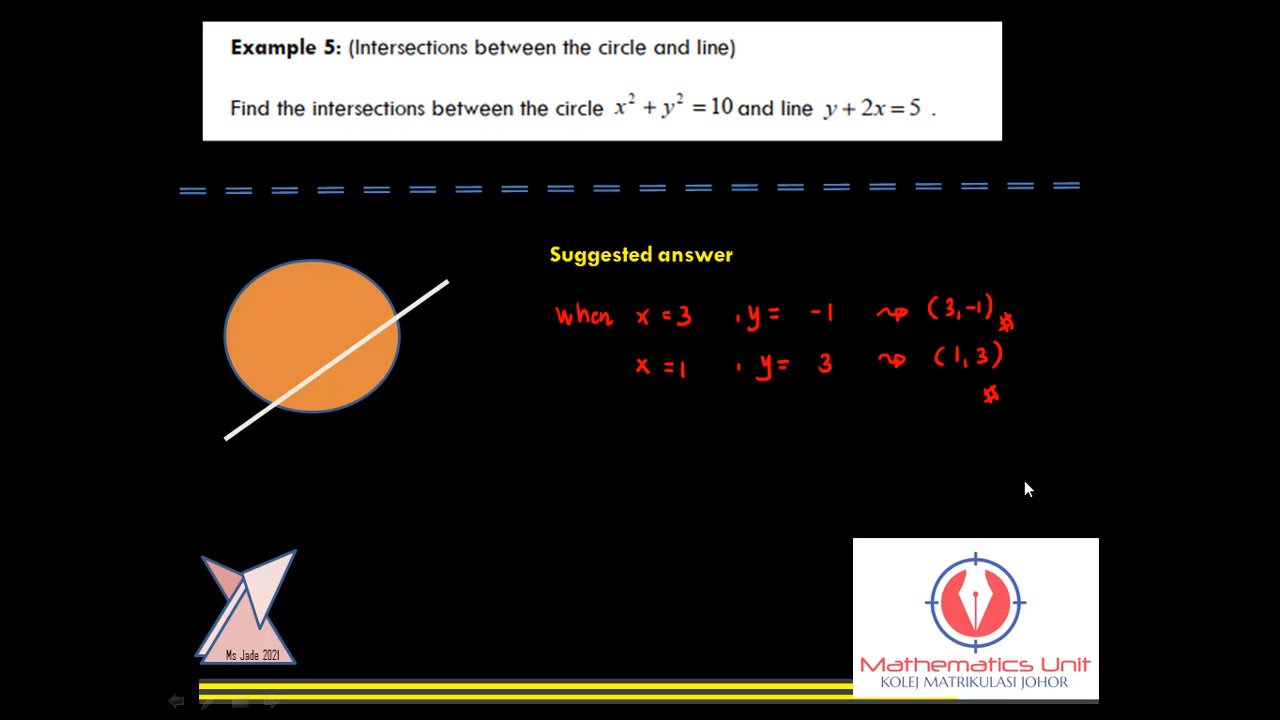 Example 5: (Intersections between the circle and line)
Find the intersections between the circle x² + y² = 10 and line y + 2x = 5 .
Suggested answer
When x = 3 , y = -1 ⇝ (3, -1)
x = 1 , y = 3 ⇝ (1, 3)
Ms Jade 2021
Mathematics Unit
KOLEJ MATRIKULASI JOHOR